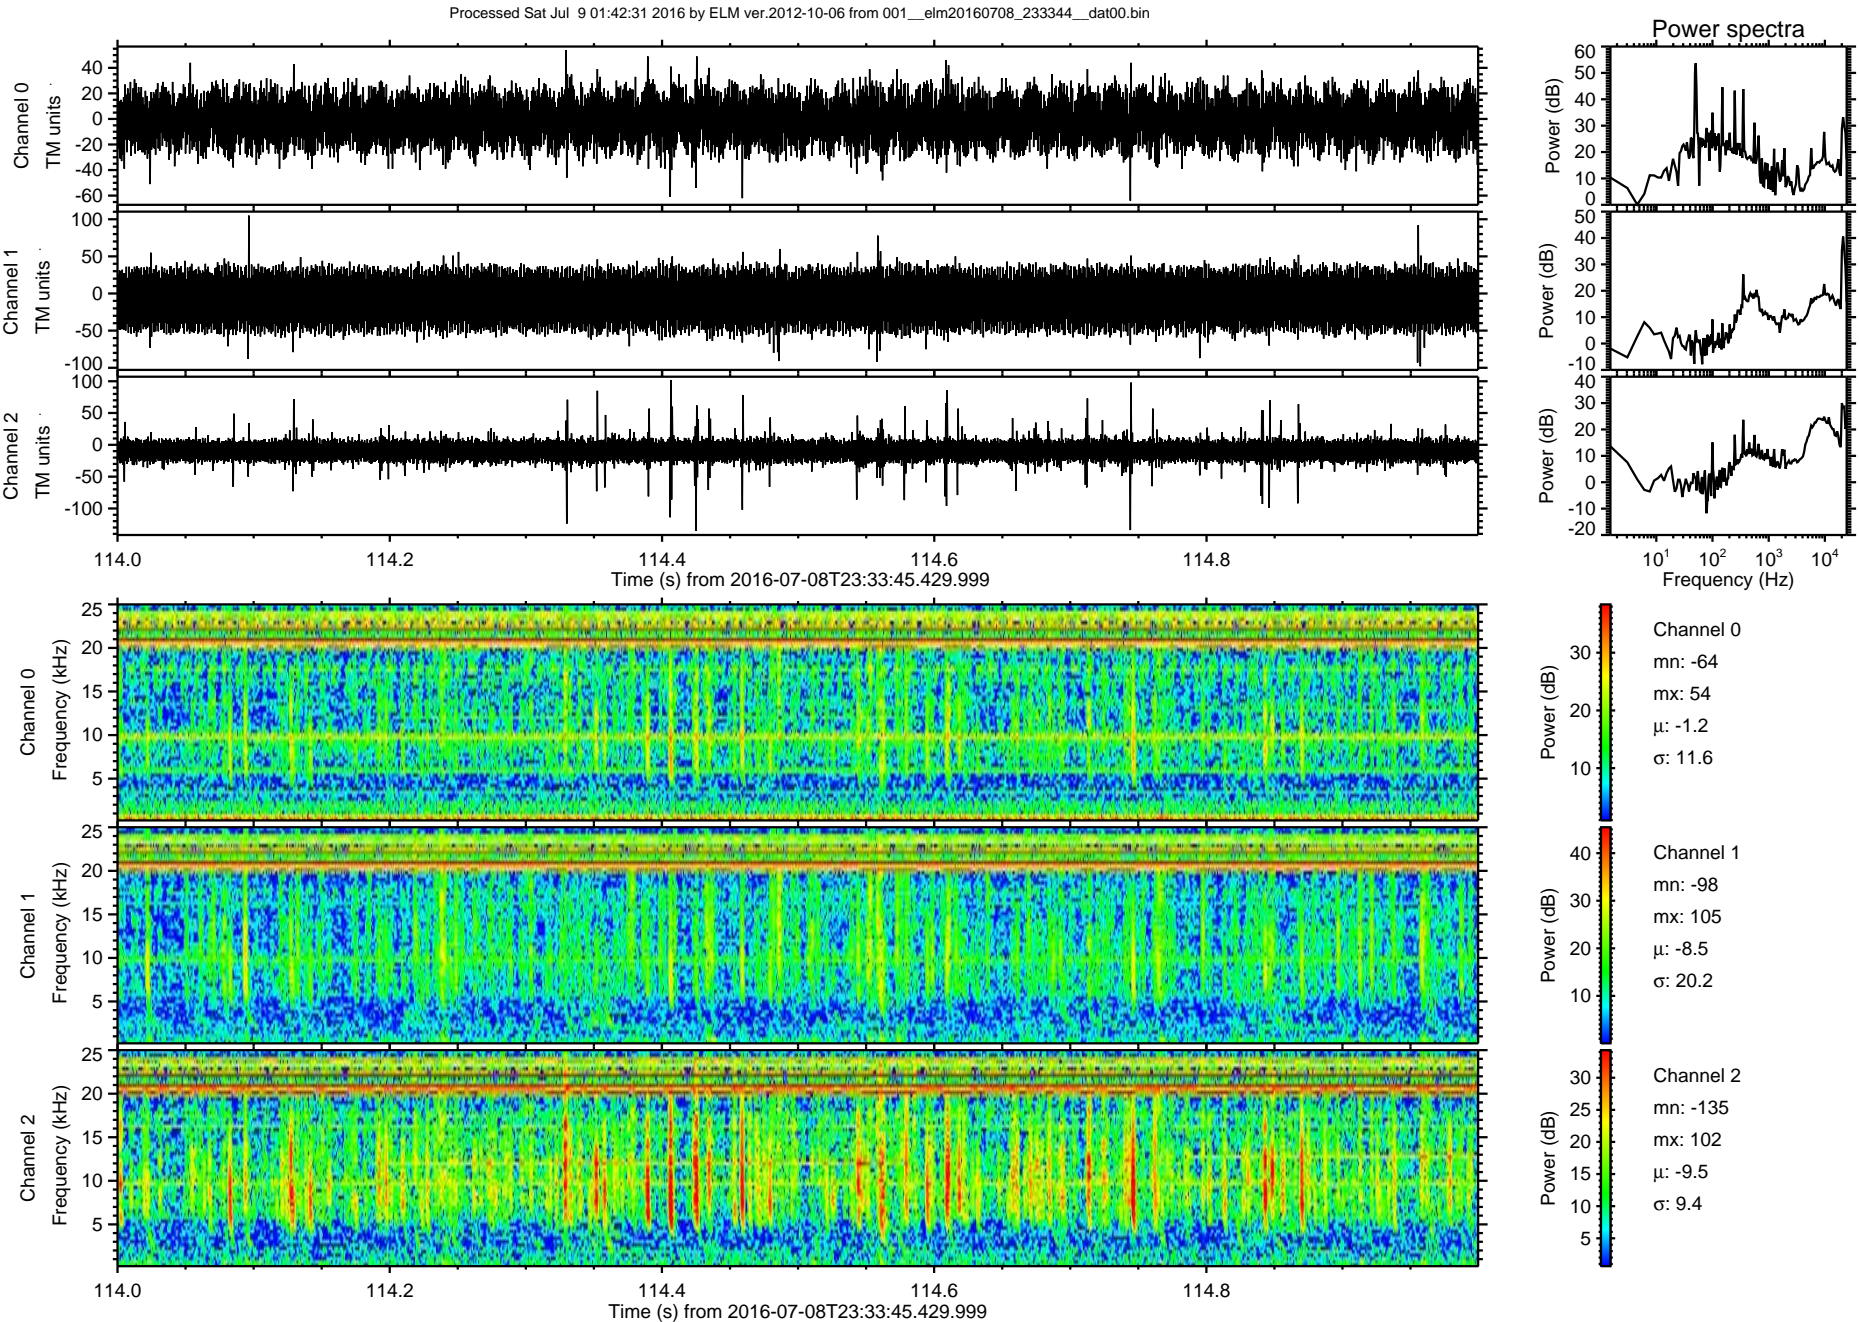 Processed Sat Jul  9 01:42:31 2016 by ELM ver.2012-10-06 from 001__elm20160708_233344__dat00.bin
Power spectra
Channel 0
TM units
40
20
0
-20
-40
-60
Power (dB)
60
50
40
30
20
10
0
Channel 1
TM units
100
50
0
-50
-100
Power (dB)
50
40
30
20
10
0
-10
Channel 2
TM units
100
50
0
-50
-100
Power (dB)
40
30
20
10
0
-10
-20
114.0 114.2 114.4 114.6 114.8
Time (s) from 2016-07-08T23:33:45.429.999
10^1 10^2 10^3 10^4
Frequency (Hz)
Channel 0
Frequency (kHz)
25
20
15
10
5
Power (dB)
30
20
10
Channel 0
mn: -64
mx: 54
μ: -1.2
σ: 11.6
Channel 1
Frequency (kHz)
25
20
15
10
5
Power (dB)
40
30
20
10
Channel 1
mn: -98
mx: 105
μ: -8.5
σ: 20.2
Channel 2
Frequency (kHz)
25
20
15
10
5
Power (dB)
30
25
20
15
10
5
Channel 2
mn: -135
mx: 102
μ: -9.5
σ: 9.4
114.0 114.2 114.4 114.6 114.8
Time (s) from 2016-07-08T23:33:45.429.999